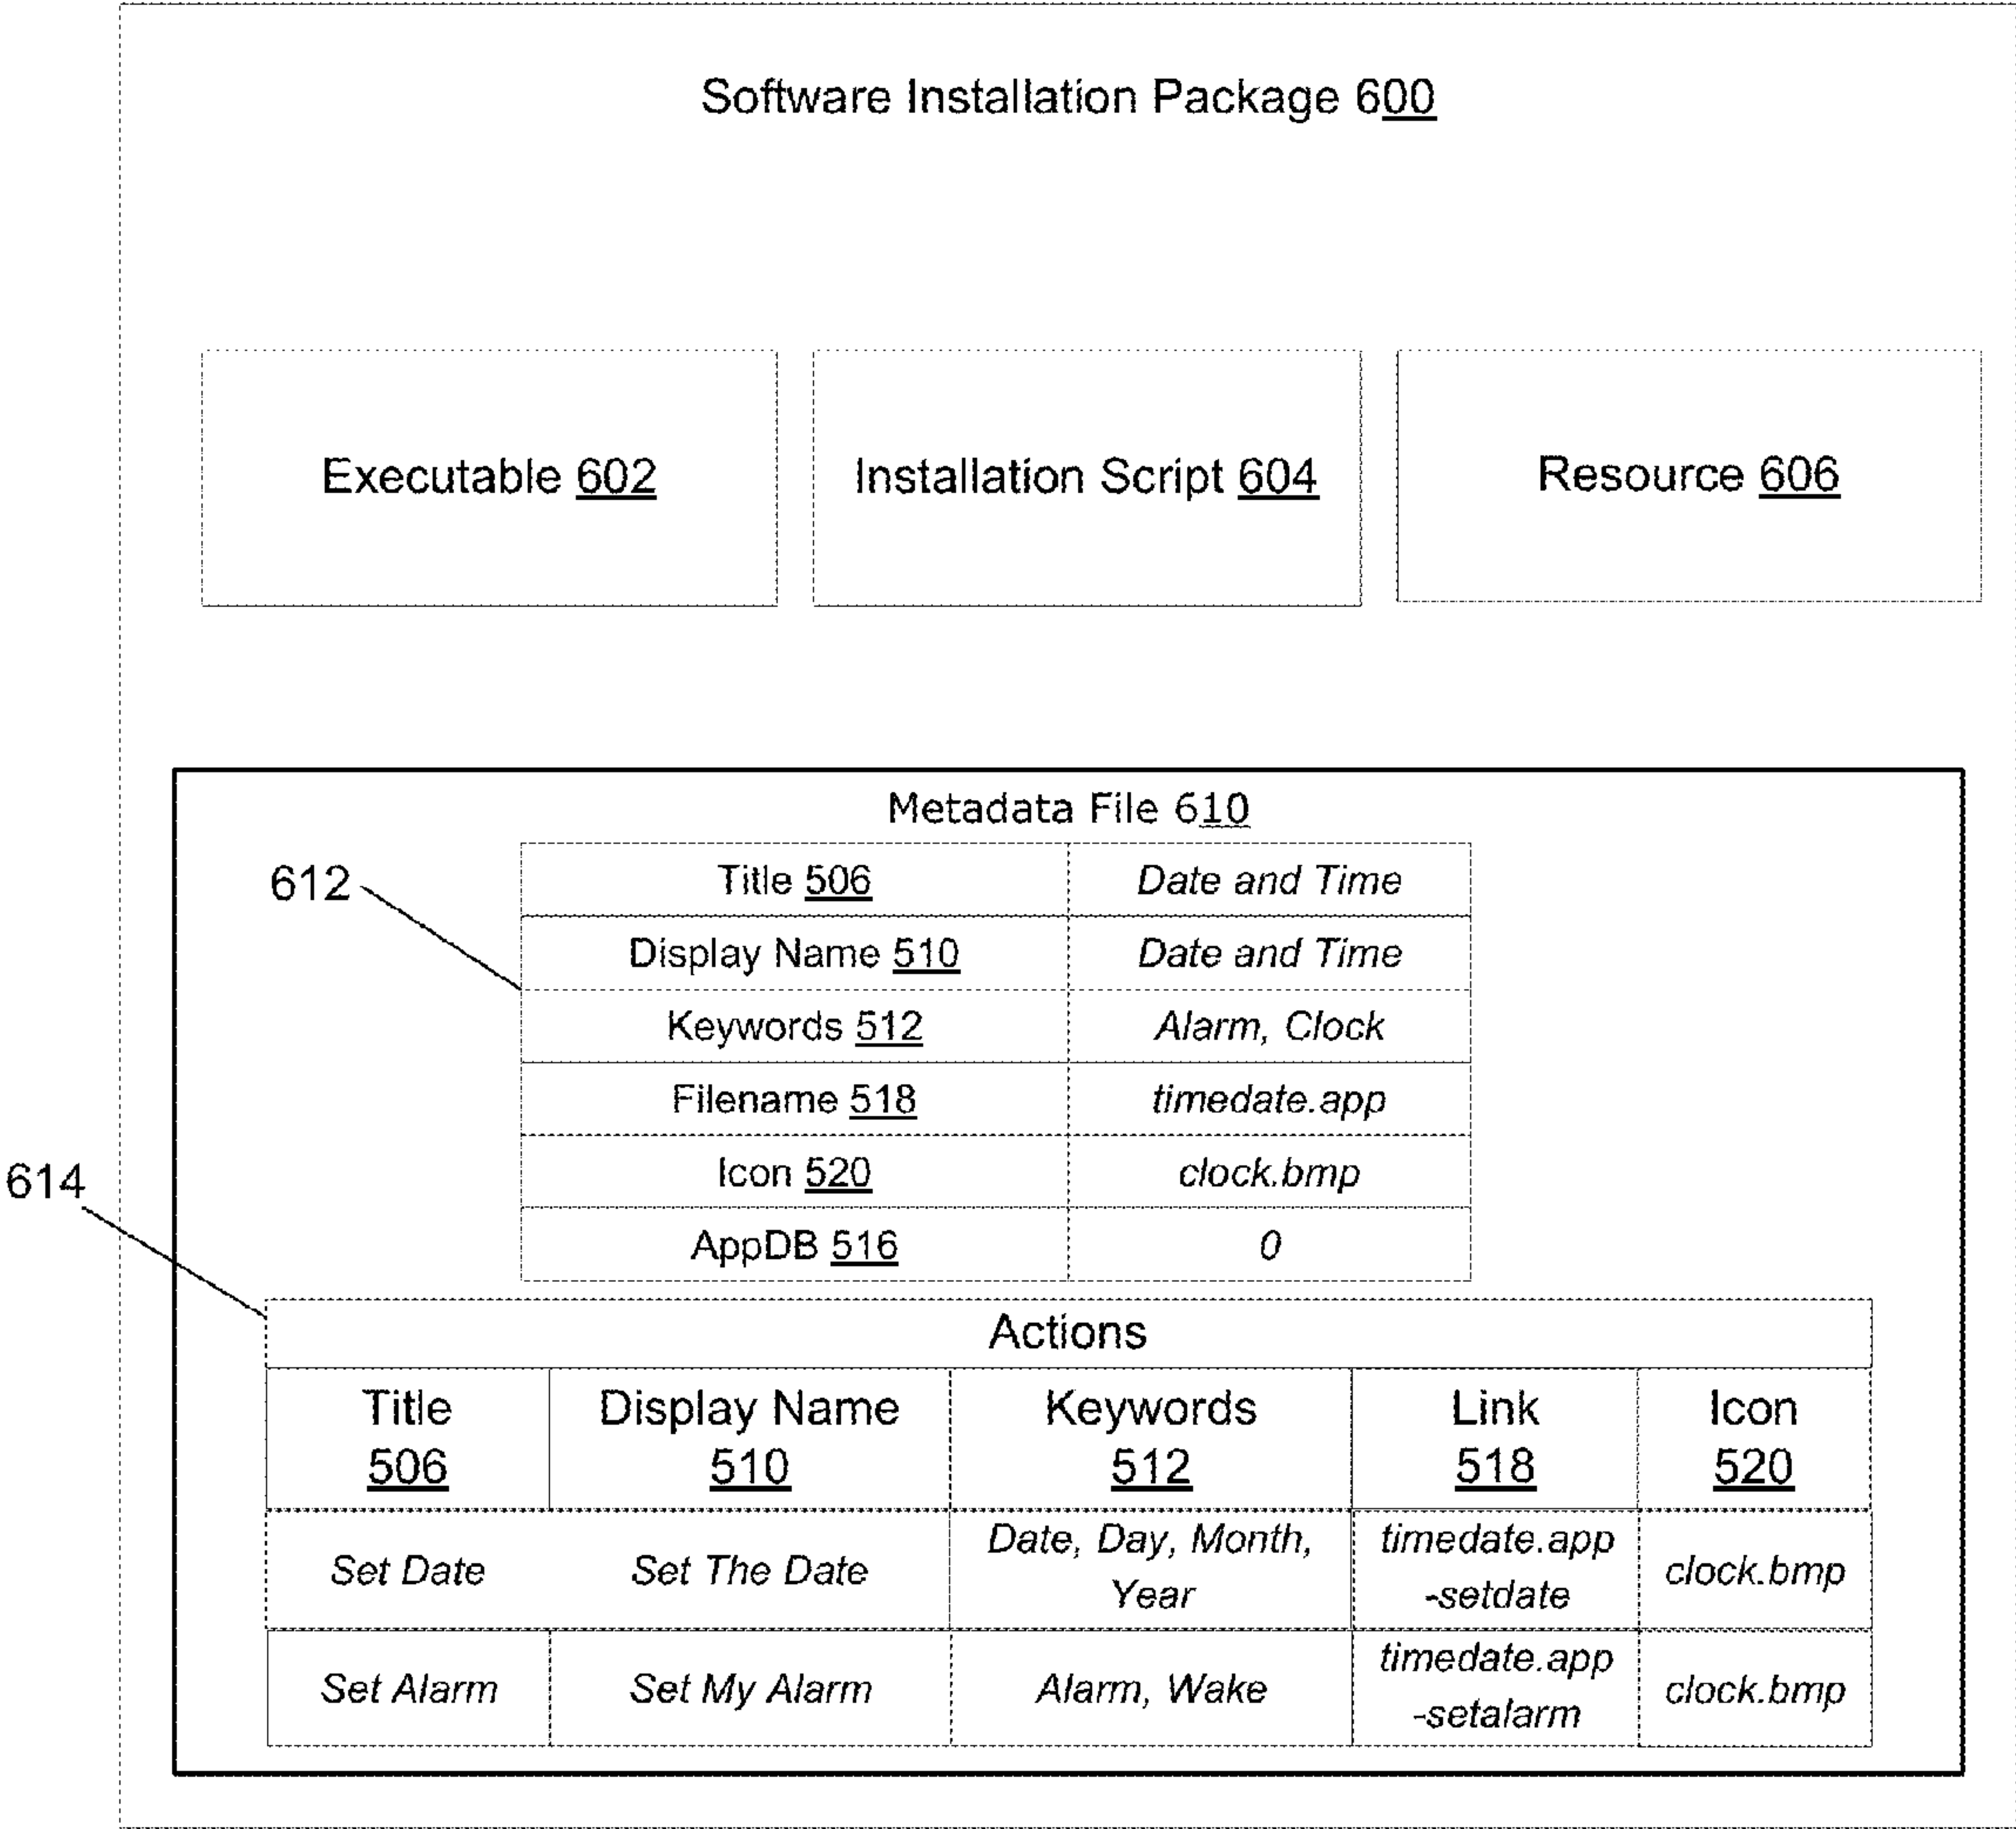 Software Installation Package 600
Executable 602
Installation Script 604
Resource 606
Metadata File 610
612
Title 506 Date and Time
Display Name 510 Date and Time
Keywords 512 Alarm, Clock
Filename 518 timedate.app
Icon 520 clock.bmp
AppDB 516 0
614
Actions
Title
506
Display Name
510
Keywords
512
Link
518
Icon
520
Set Date
Set The Date
Date, Day, Month,
Year
timedate.app
-setdate
clock.bmp
Set Alarm
Set My Alarm
Alarm, Wake
timedate.app
-setalarm
clock.bmp